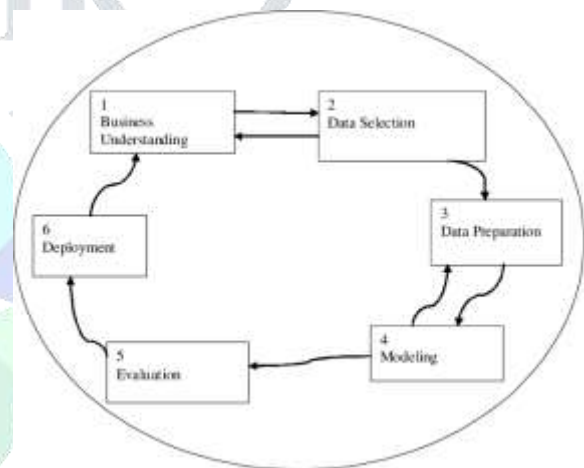 1
Business
Understanding
2
Data Selection
3
Data Preparation
4
Modeling
5
Evaluation
6
Deployment